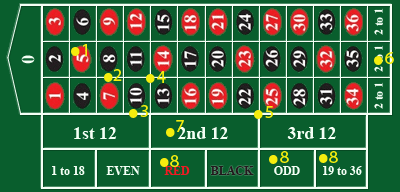 3 6 9 12 15 18 21 24 27 30 33 36 2 to 1
0 2 5 1 8 11 14 17 20 23 26 29 32 35 2 to 1 6
2 4
1 4 7 10 13 16 19 22 25 28 31 34 2 to 1
3 5
1st 12 7 2nd 12 3rd 12
8 8 8
1 to 18 EVEN RED BLACK ODD 19 to 36